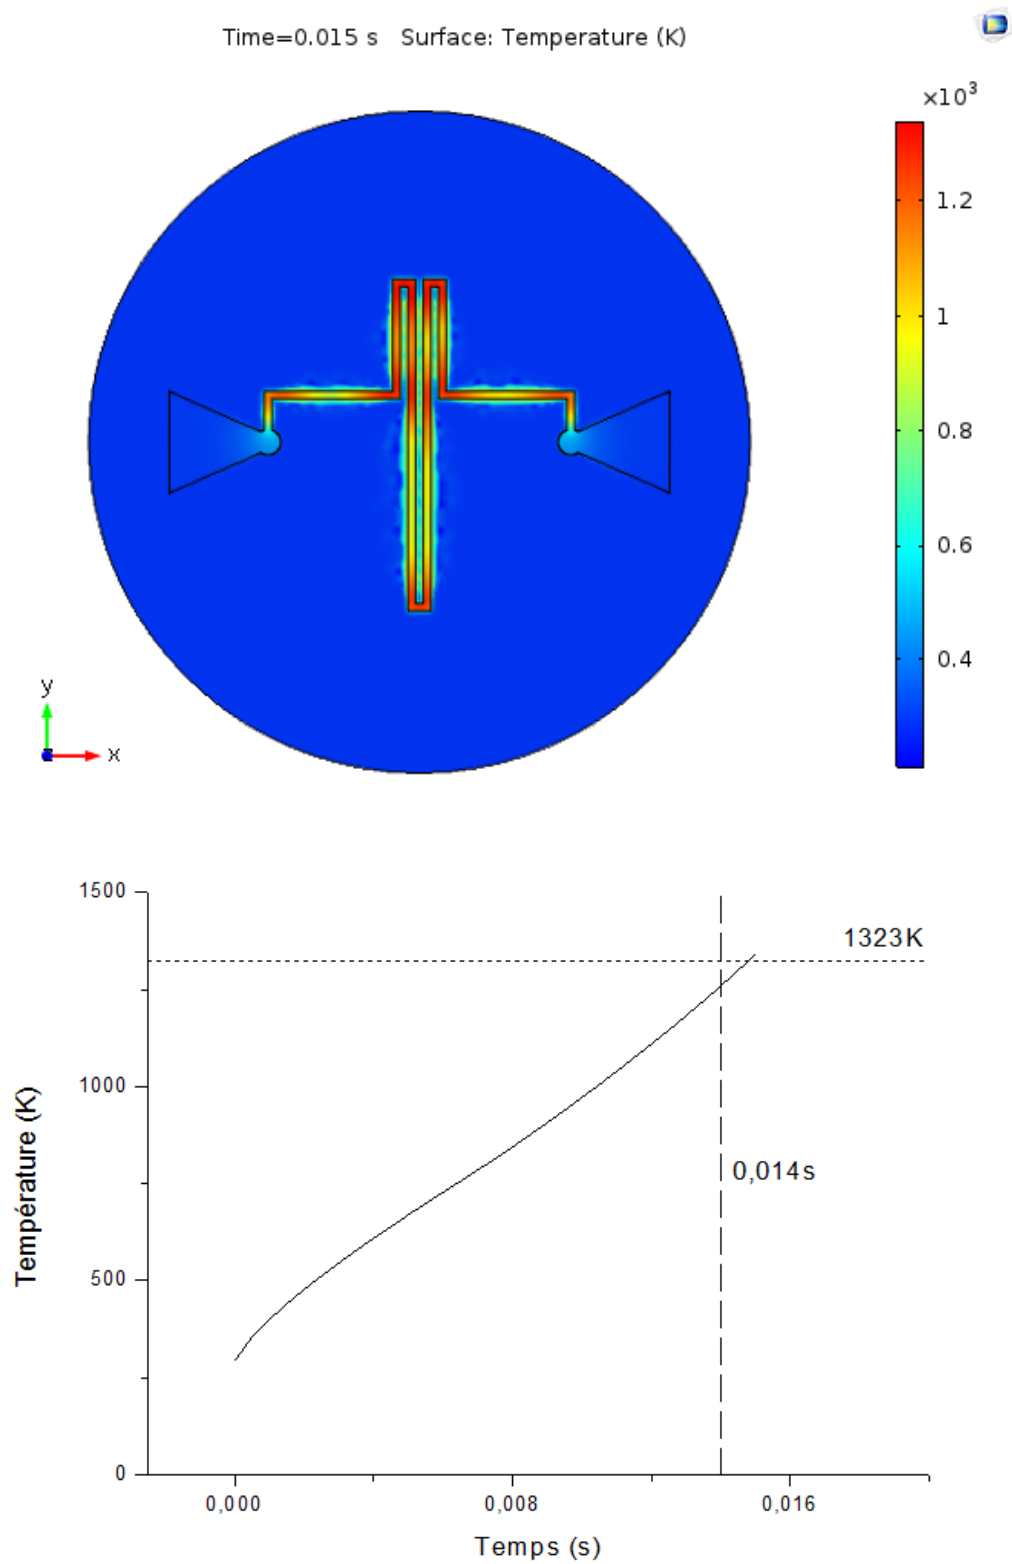 Time=0.015 s   Surface: Temperature (K)
×10³
1.2
1
0.8
0.6
0.4
y
z
x
1500
1323K
1000
0,014s
500
0
Température (K)
0,000
0,008
0,016
Temps (s)